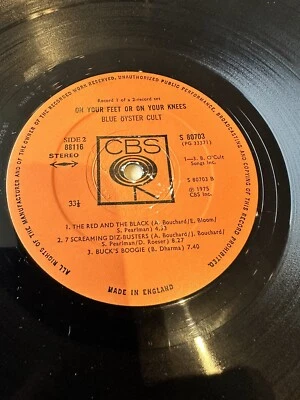 Record 1 of a 2-record set
ON YOUR FEET OR ON YOUR KNEES
BLUE OYSTER CULT
SIDE 2
88116
STEREO
CBS
S 80703
(PG 33371)
1—3. B. O'Cult
Songs Inc.
S 80703 B
℗ 1975
CBS Inc.
33⅓
1. THE RED AND THE BLACK (A. Bouchard/E. Bloom/
S. Pearlman) 4.33
2. 7 SCREAMING DIZ-BUSTERS (A. Bouchard/J. Bouchard/
S. Pearlman/D. Roeser) 8.27
3. BUCK'S BOOGIE (B. Dharma) 7.40
MADE IN ENGLAND
ALL RIGHTS OF THE MANUFACTURER AND OF THE OWNER OF THE RECORDED WORK RESERVED. UNAUTHORIZED PUBLIC PERFORMANCE, BROADCASTING AND COPYING OF THIS RECORD PROHIBITED.